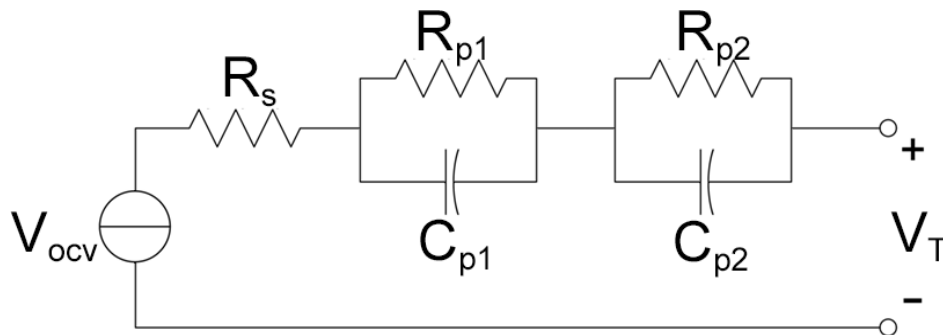 Rp1
Rp2
Rs
+
Vocv
Cp1
Cp2
VT
-